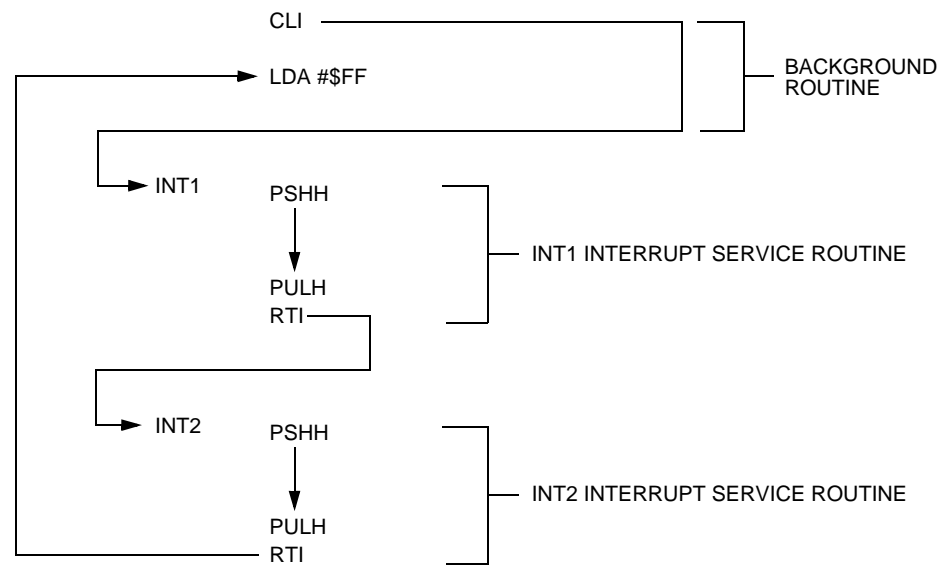 CLI
LDA #$FF
BACKGROUND
ROUTINE
INT1
PSHH
INT1 INTERRUPT SERVICE ROUTINE
PULH
RTI
INT2
PSHH
INT2 INTERRUPT SERVICE ROUTINE
PULH
RTI